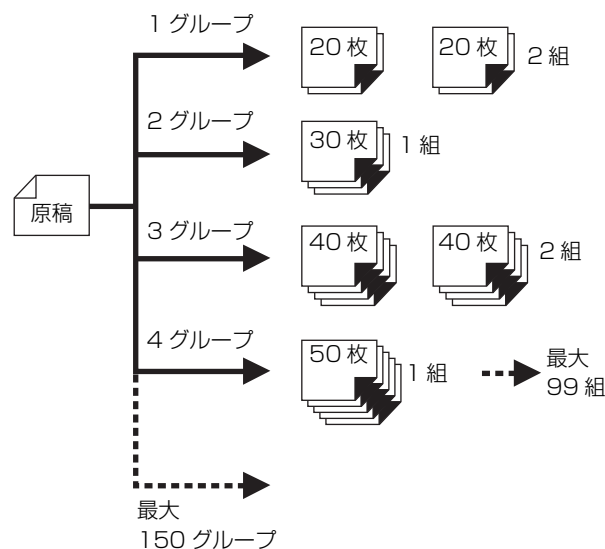 1 グループ
20 枚
20 枚
2 組
2 グループ
30 枚
1 組
原稿
3 グループ
40 枚
40 枚
2 組
4 グループ
50 枚
1 組
最大
99 組
最大
150 グループ